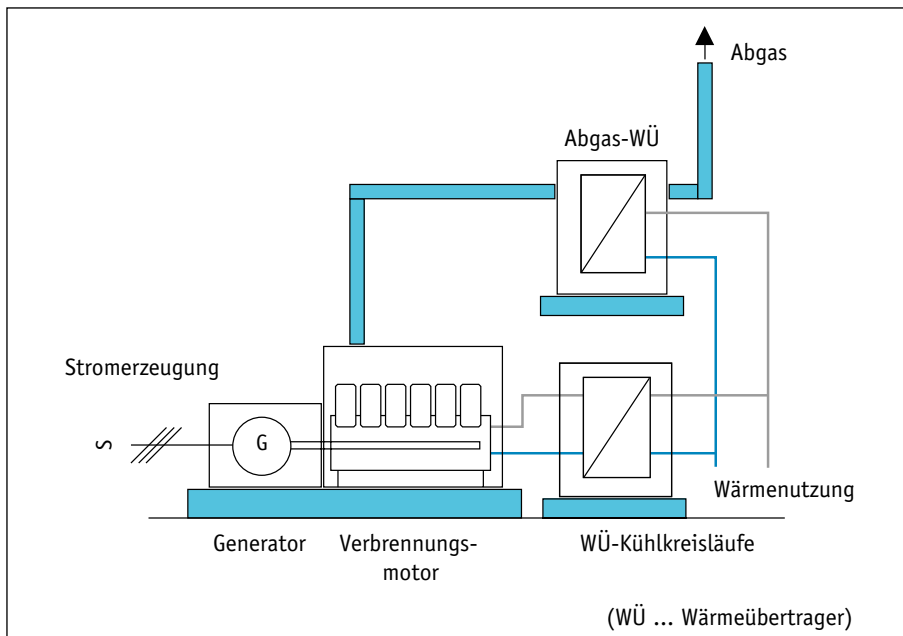 Abgas
Abgas-WÜ
Stromerzeugung
S
G
Wärmenutzung
Generator
Verbrennungs-
motor
WÜ-Kühlkreisläufe
(WÜ ... Wärmeübertrager)